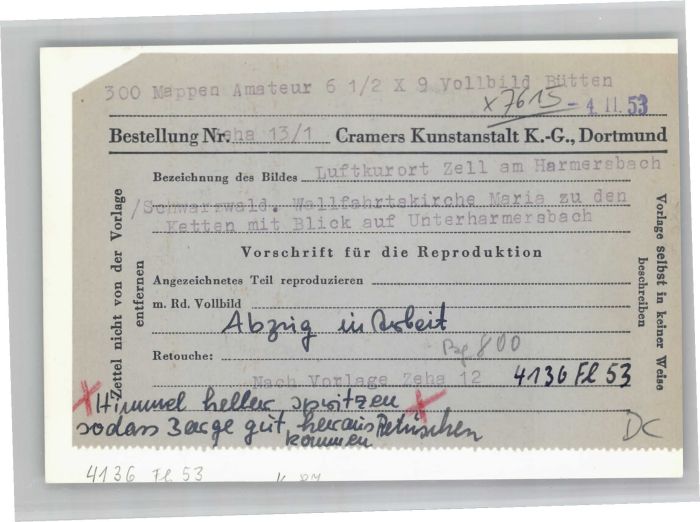 300 Mappen Amateur 6 1/2 X 9 Vollbild Bütten
x7615 - 4. 11. 53
Bestellung Nr. Zeha 13/1 Cramers Kunstanstalt K.-G., Dortmund
Bezeichnung des Bildes Luftkurort Zell am Harmersbach
/Schwarzwald. Wallfahrtskirche Maria zu den
Ketten mit Blick auf Unterharmersbach
Vorschrift für die Reproduktion
Angezeichnetes Teil reproduzieren
m. Rd. Vollbild
Abzug in Arbeit
Retouche: 800
Nach Vorlage Zeha 12 4136 Fl 53
Himmel heller spritzen
sodass Berge gut heraus Retuschen
kommen
DC
4136 Fl 53
Zettel nicht von der Vorlage
entfernen
Vorlage selbst in keiner Weise
beschreiben